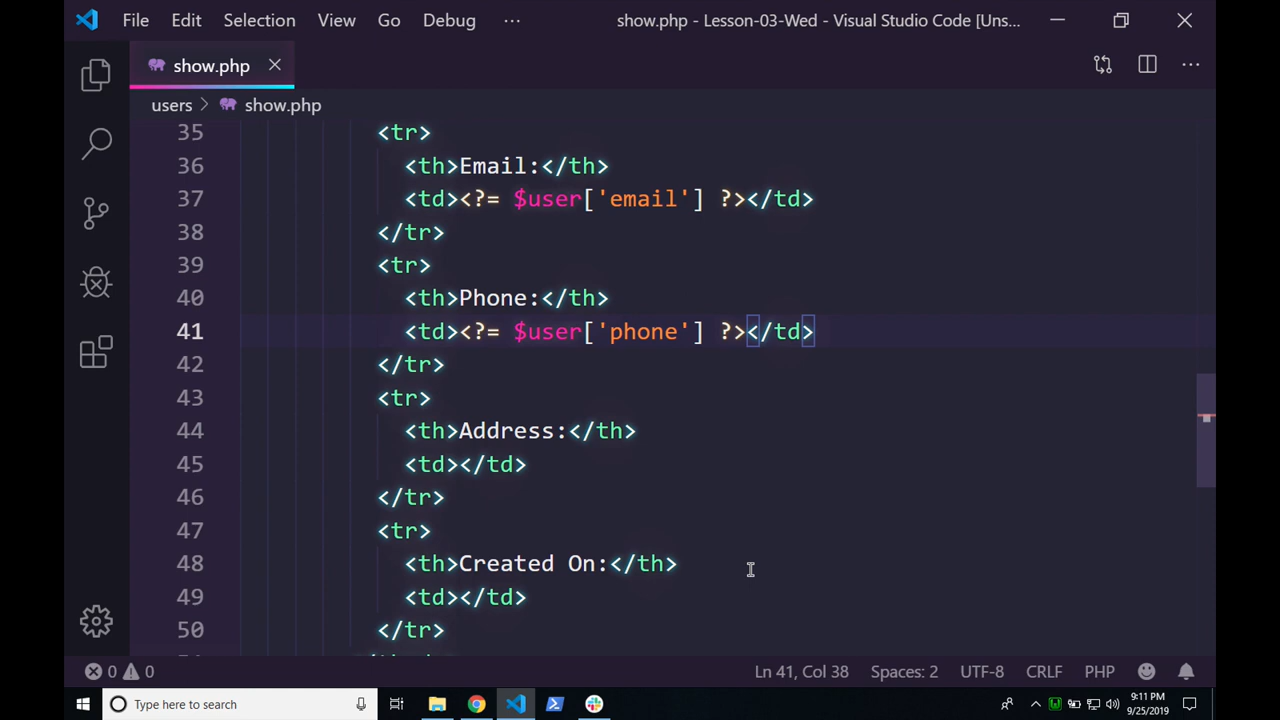 File Edit Selection View Go Debug ··· show.php - Lesson-03-Wed - Visual Studio Code [Uns...
show.php
users > show.php
35 <tr>
36 <th>Email:</th>
37 <td><?= $user['email'] ?></td>
38 </tr>
39 <tr>
40 <th>Phone:</th>
41 <td><?= $user['phone'] ?></td>
42 </tr>
43 <tr>
44 <th>Address:</th>
45 <td></td>
46 </tr>
47 <tr>
48 <th>Created On:</th>
49 <td></td>
50 </tr>
0 0 Ln 41, Col 38 Spaces: 2 UTF-8 CRLF PHP
Type here to search
9:11 PM
9/25/2019